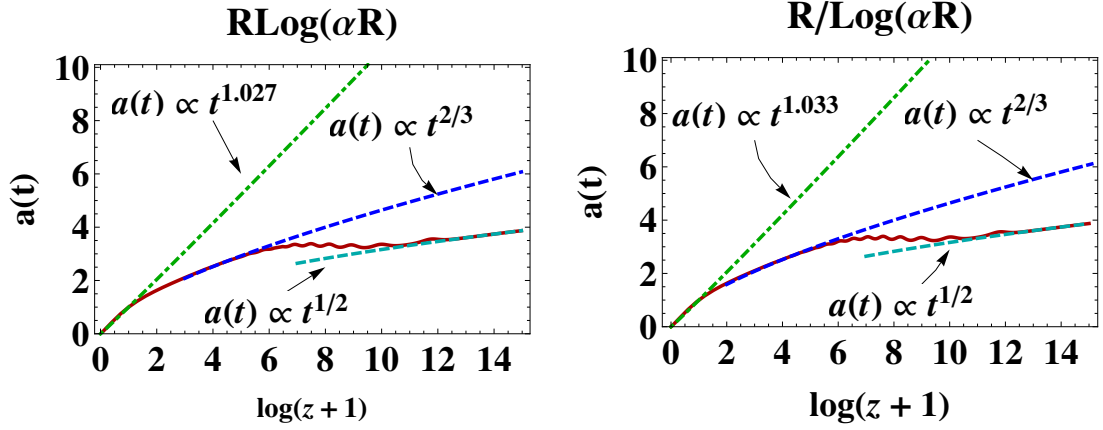 RLog(αR)
10
8
6
4
2
0
a(t)
a(t) ∝ t^1.027
a(t) ∝ t^2/3
a(t) ∝ t^1/2
0 2 4 6 8 10 12 14
log(z + 1)
R/Log(αR)
10
8
6
4
2
0
a(t)
a(t) ∝ t^1.033
a(t) ∝ t^2/3
a(t) ∝ t^1/2
0 2 4 6 8 10 12 14
log(z + 1)